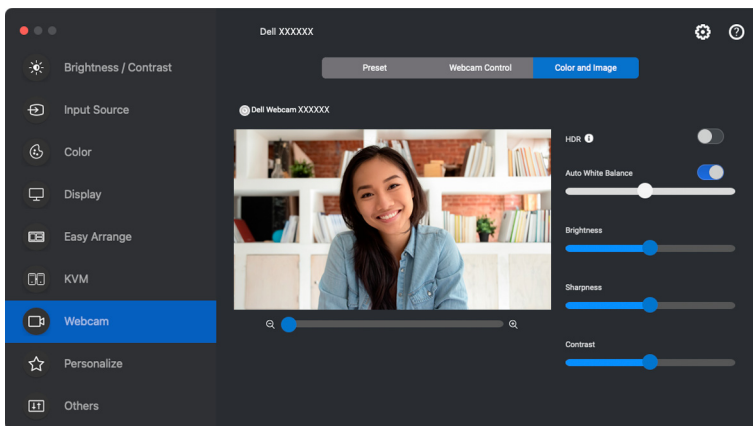 Dell XXXXXX
Brightness / Contrast
Input Source
Color
Display
Easy Arrange
KVM
Webcam
Personalize
Others
Preset
Webcam Control
Color and Image
Dell Webcam XXXXXX
HDR
Auto White Balance
Brightness
Sharpness
Contrast